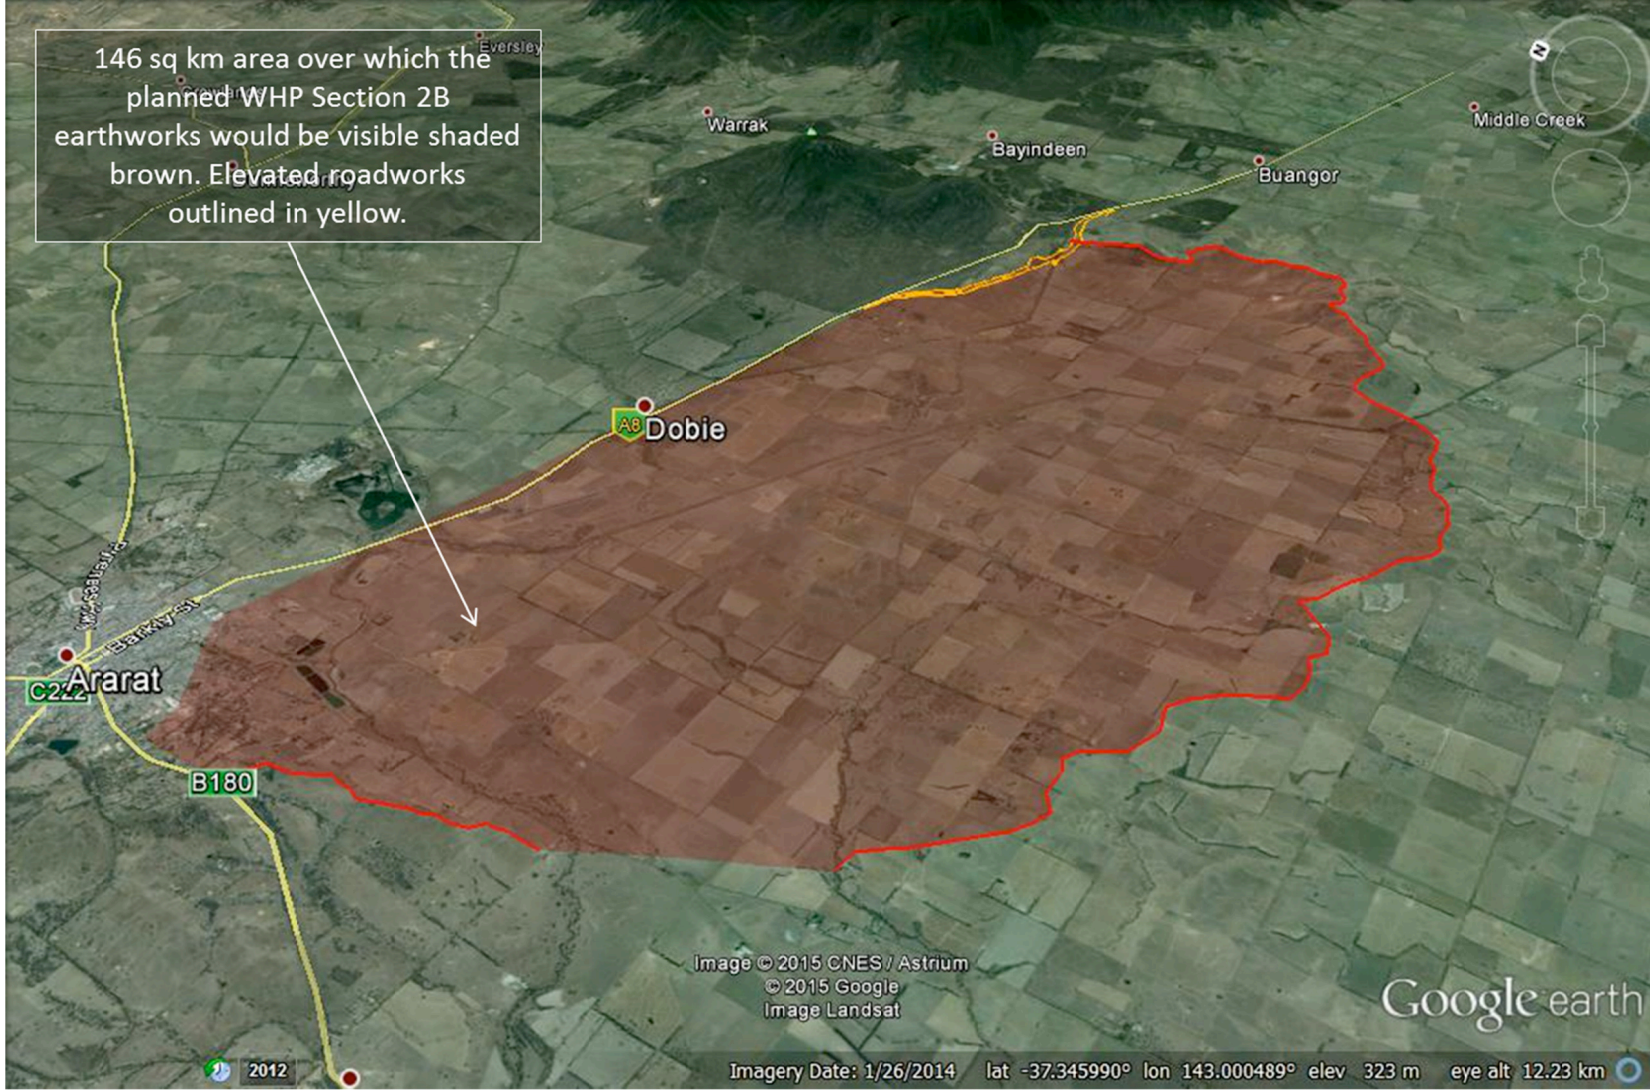 Eversley
146 sq km area over which the
planned WHP Section 2B
earthworks would be visible shaded
brown. Elevated roadworks
outlined in yellow.
N
Warrak
Bayindeen
Middle Creek
Buangor
A8
Dobie
Barkly St
Ararat
C222
B180
Image © 2015 CNES / Astrium
© 2015 Google
Image Landsat
Google earth
2012
Imagery Date: 1/26/2014 lat -37.345990° lon 143.000489° elev 323 m eye alt 12.23 km